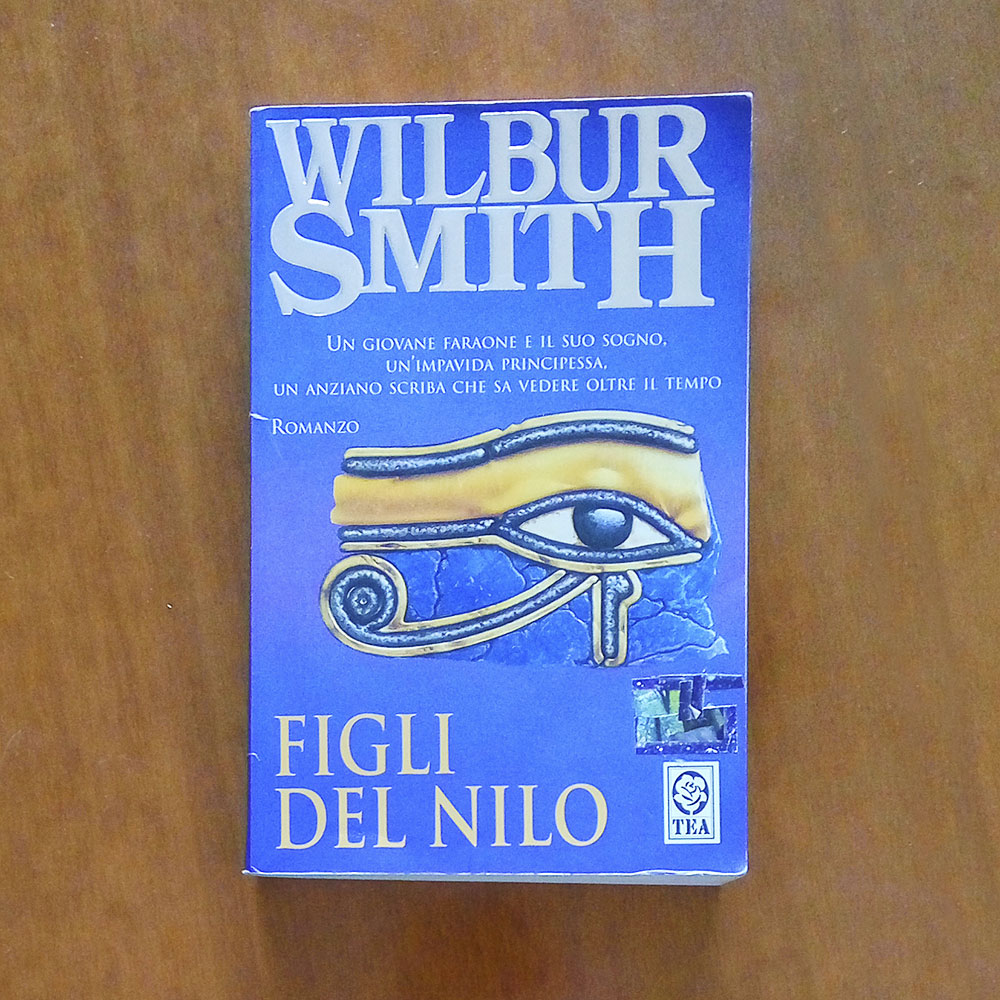 WILBUR
SMITH
UN GIOVANE FARAONE E IL SUO SOGNO,
UN'IMPAVIDA PRINCIPESSA,
UN ANZIANO SCRIBA CHE SA VEDERE OLTRE IL TEMPO
ROMANZO
FIGLI
DEL NILO
TEA